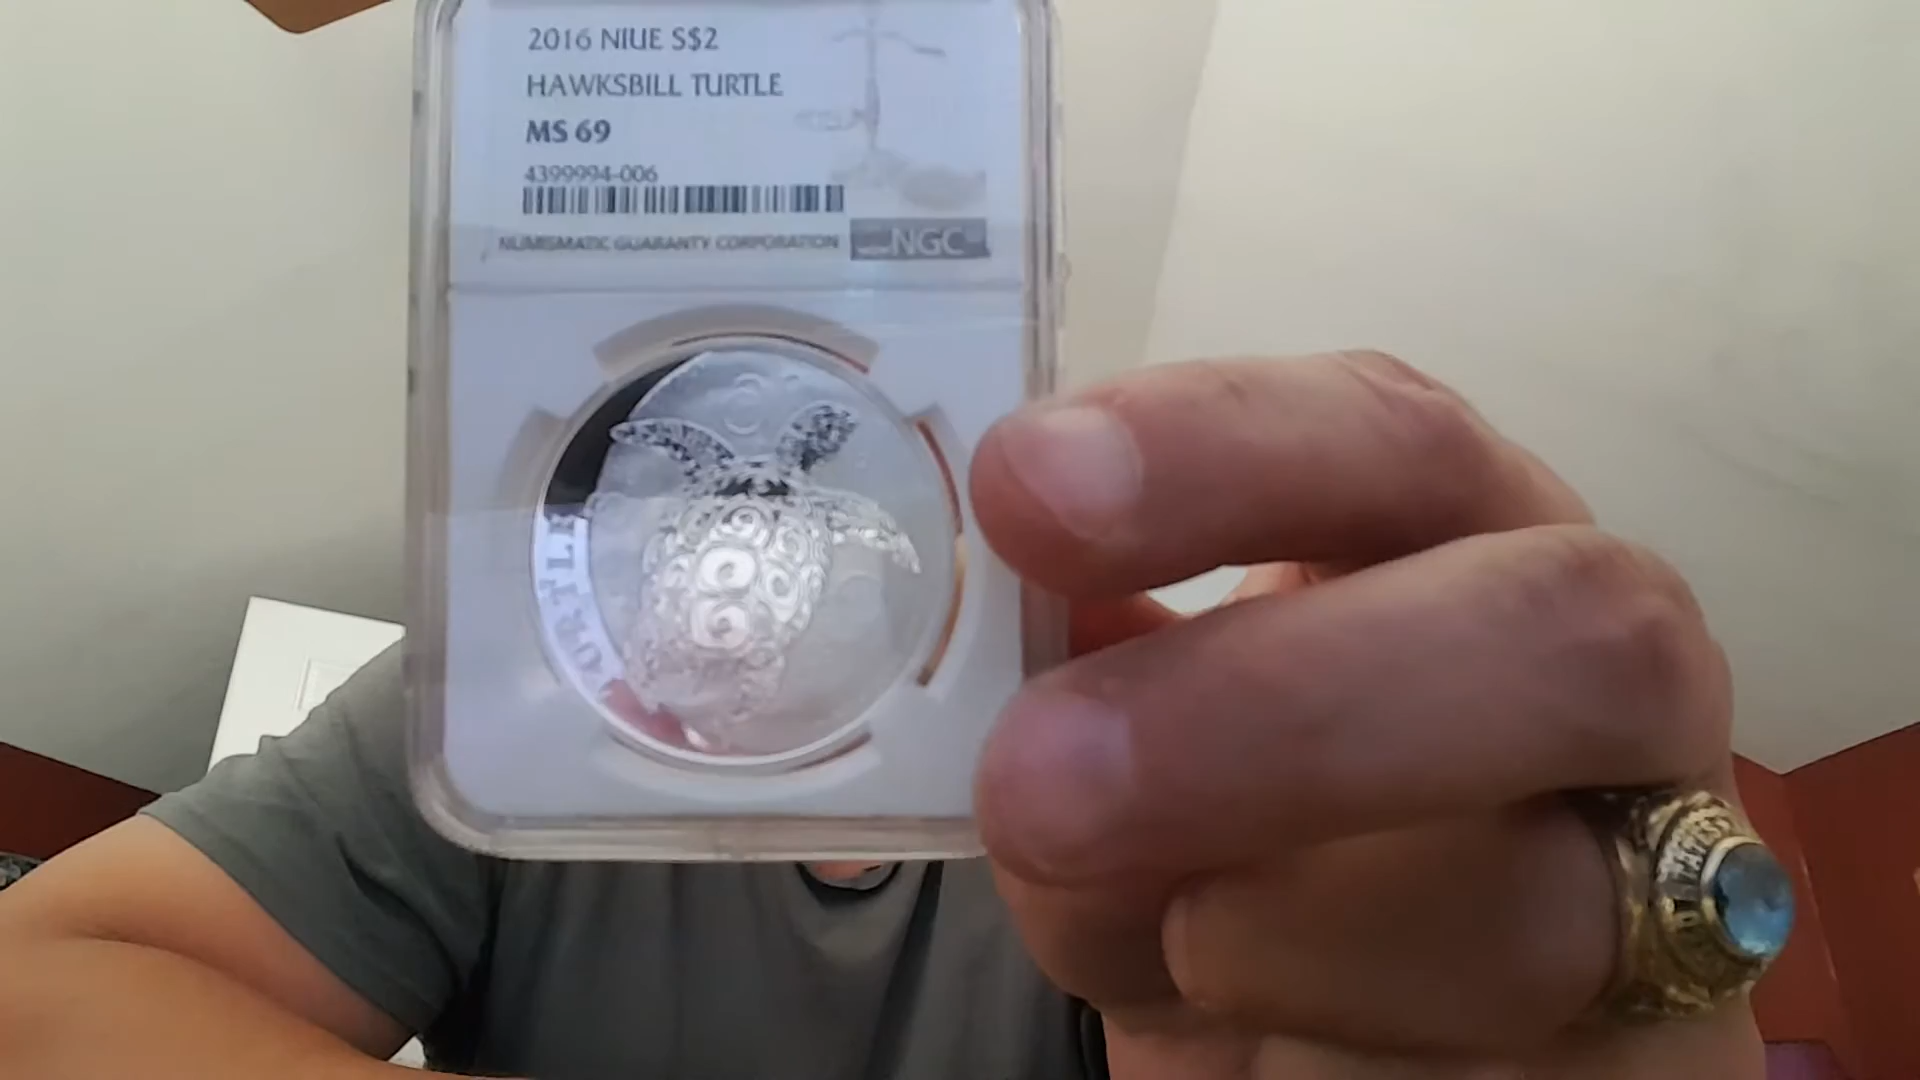 2016 NIUE S$2
HAWKSBILL TURTLE
MS 69
4399994-006
NUMISMATIC GUARANTY CORPORATION
NGC
TURTLE